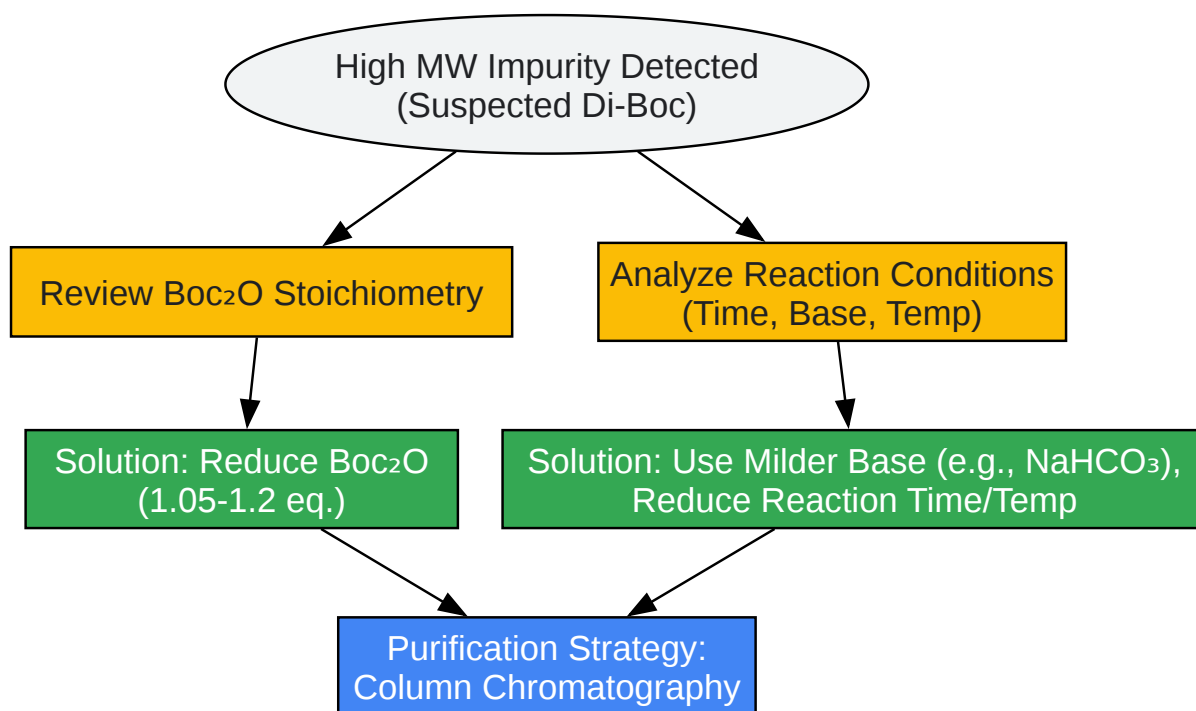 High MW Impurity Detected
(Suspected Di-Boc)
Review Boc₂O Stoichiometry
Analyze Reaction Conditions
(Time, Base, Temp)
Solution: Reduce Boc₂O
(1.05-1.2 eq.)
Solution: Use Milder Base (e.g., NaHCO₃),
Reduce Reaction Time/Temp
Purification Strategy:
Column Chromatography